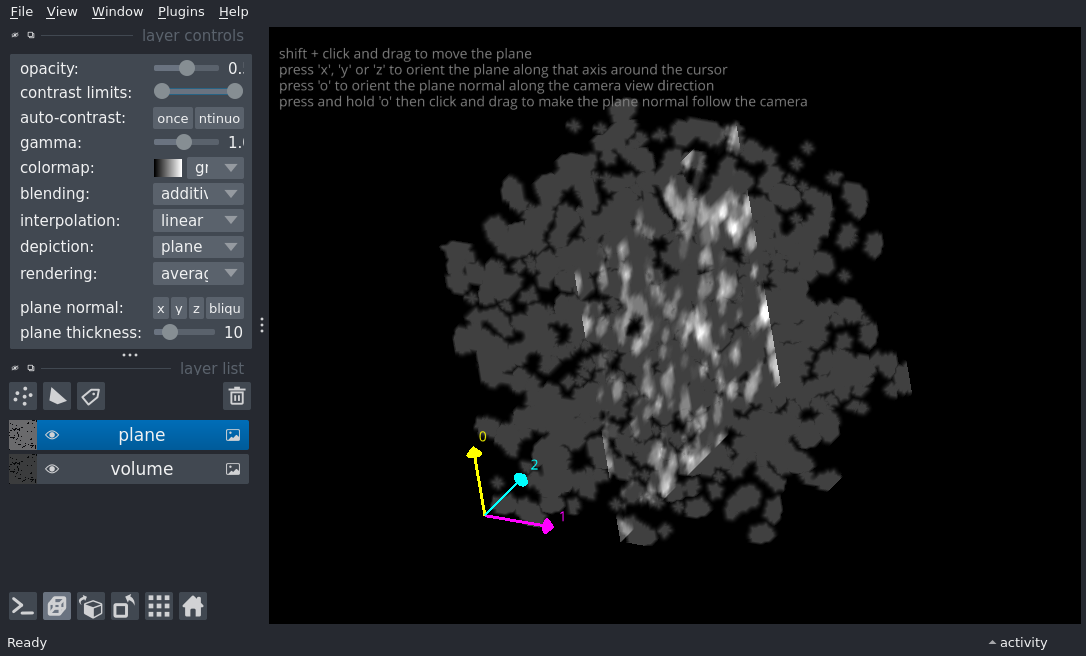 File View Window Plugins Help
layer controls
opacity: 0.
contrast limits:
auto-contrast: once ntinuo
gamma: 1.0
colormap: gr
blending: additiv
interpolation: linear
depiction: plane
rendering: averag
plane normal: x y z bliqu
plane thickness: 10
layer list
plane
volume
shift + click and drag to move the plane
press 'x', 'y' or 'z' to orient the plane along that axis around the cursor
press 'o' to orient the plane normal along the camera view direction
press and hold 'o' then click and drag to make the plane normal follow the camera
0
2
1
Ready
activity